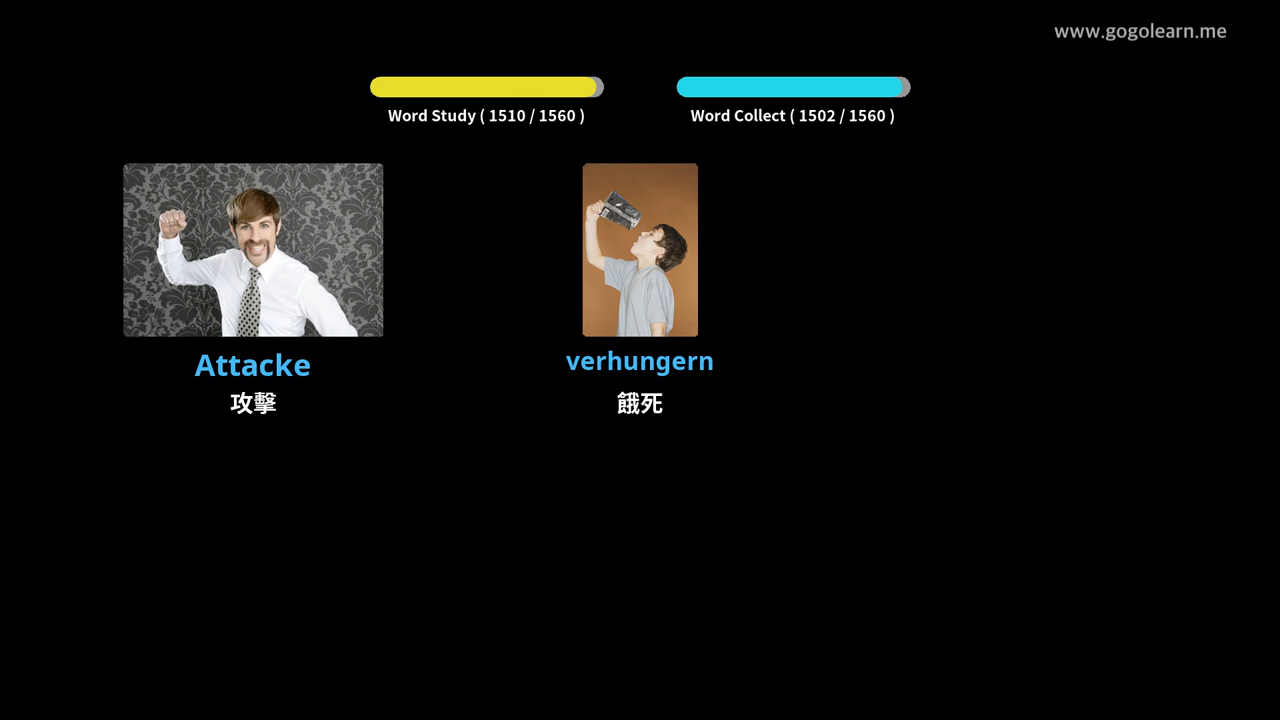 www.gogolearn.me
Word Study ( 1510 / 1560 )
Word Collect ( 1502 / 1560 )
Attacke
攻擊
verhungern
餓死